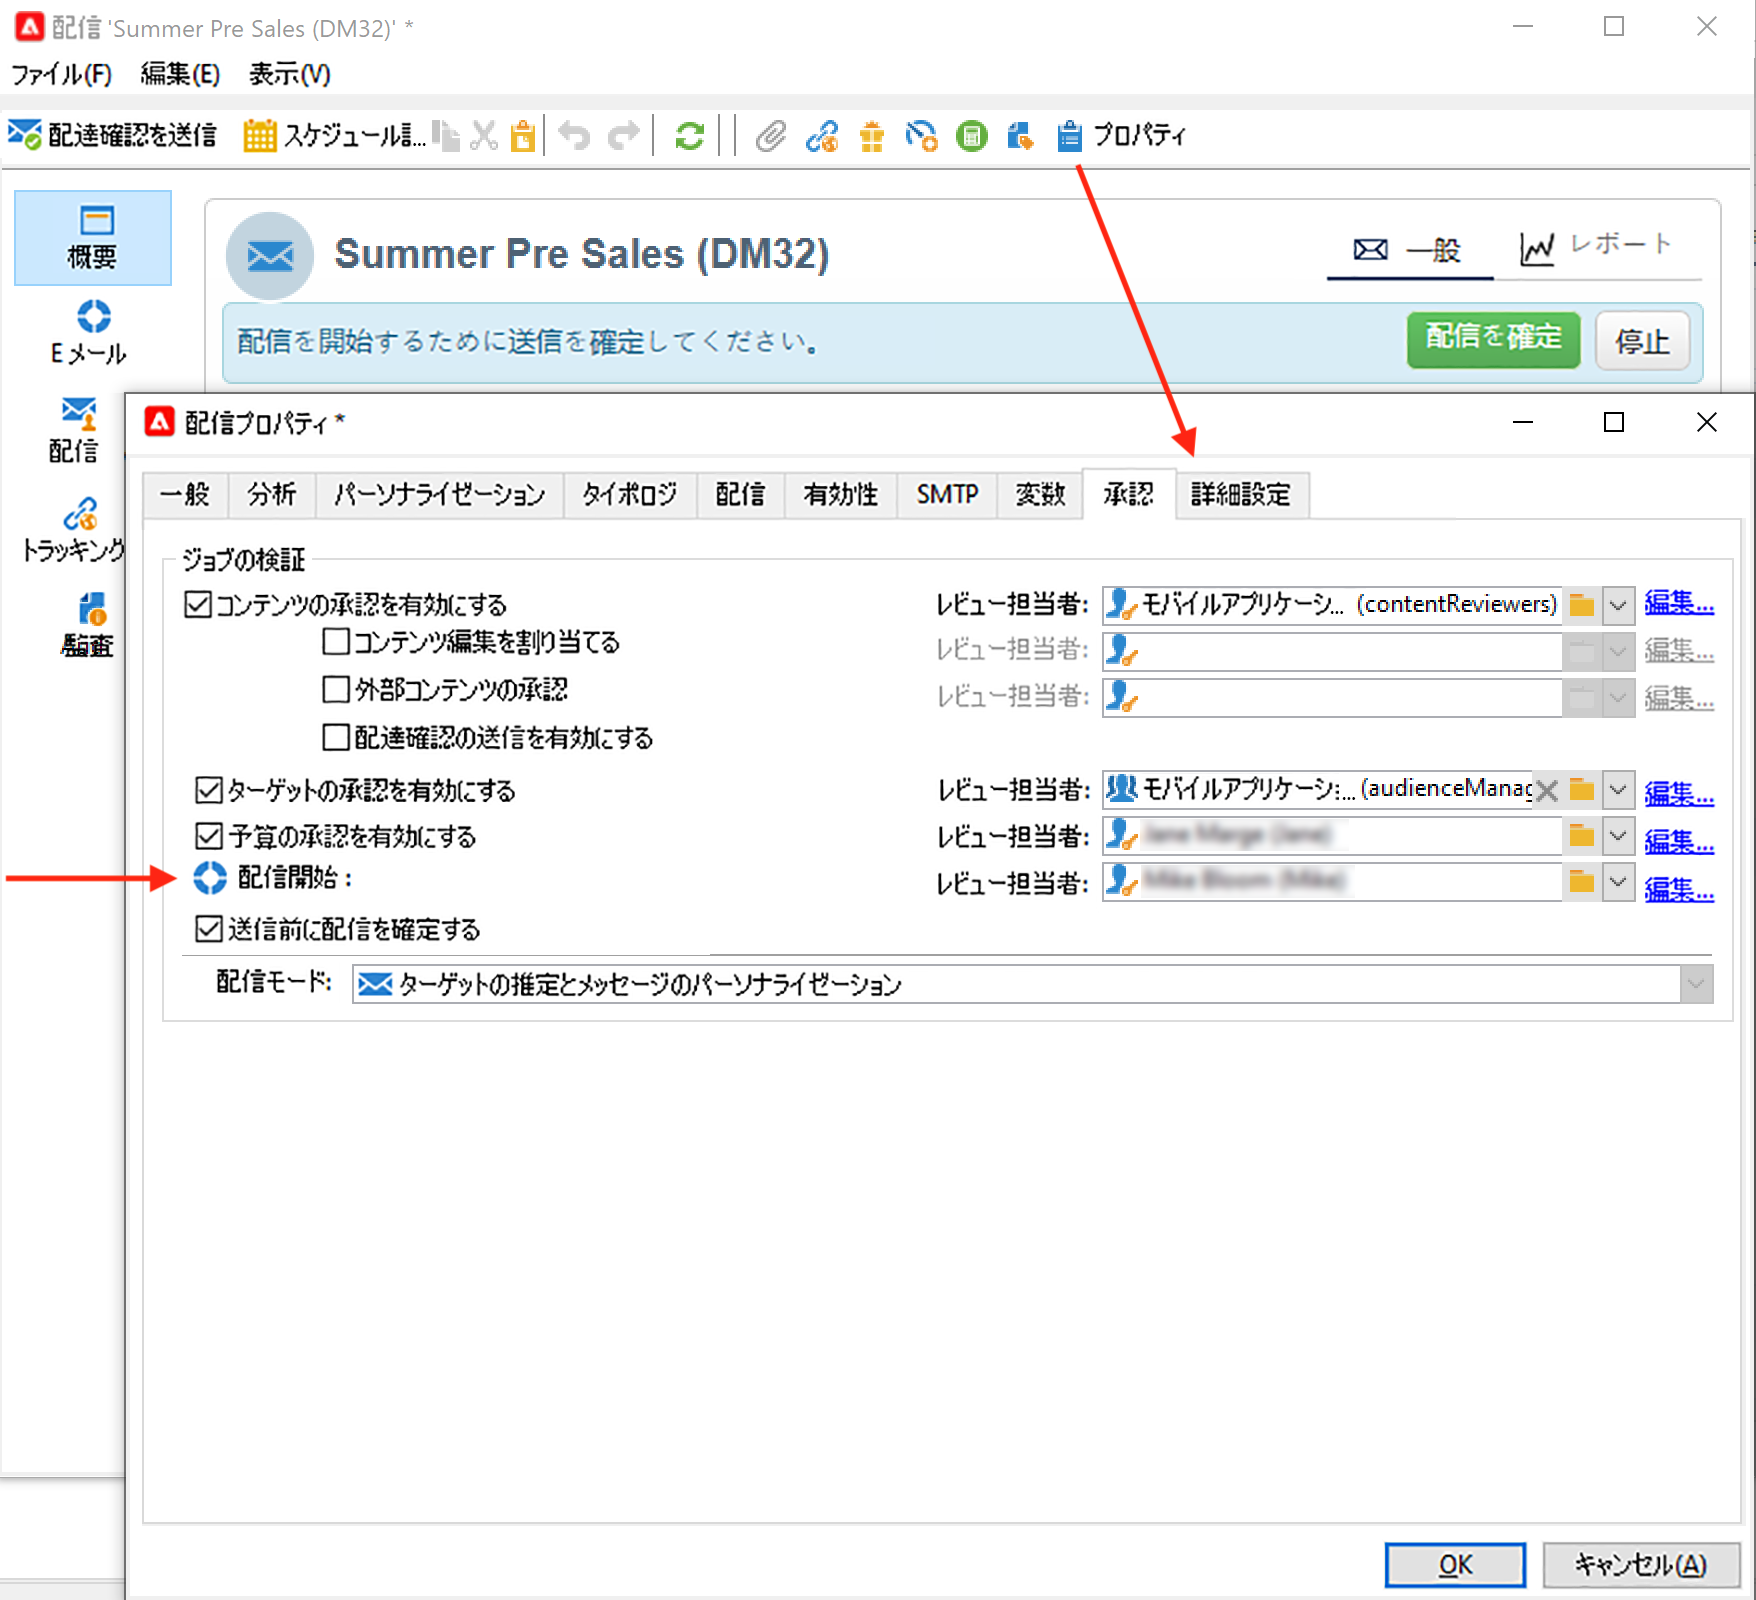 配信 'Summer Pre Sales (DM32)' *
ファイル(F) 編集(E) 表示(V)
配達確認を送信 スケジュール言... プロパティ
概要
Summer Pre Sales (DM32)
一般 レポート
Eメール
配信を開始するために送信を確定してください。 配信を確定 停止
配信
配信プロパティ *
一般 分析 パーソナライゼーション タイポロジ 配信 有効性 SMTP 変数 承認 詳細設定
トラッキング
監査
ジョブの検証
コンテンツの承認を有効にする レビュー担当者: モバイルアプリケーシ... (contentReviewers) 編集...
コンテンツ編集を割り当てる レビュー担当者: 編集...
外部コンテンツの承認 レビュー担当者: 編集...
配達確認の送信を有効にする
ターゲットの承認を有効にする レビュー担当者: モバイルアプリケーシ... (audienceManag 編集...
予算の承認を有効にする レビュー担当者: 編集...
配信開始： レビュー担当者: 編集...
送信前に配信を確定する
配信モード: ターゲットの推定とメッセージのパーソナライゼーション
OK キャンセル(A)